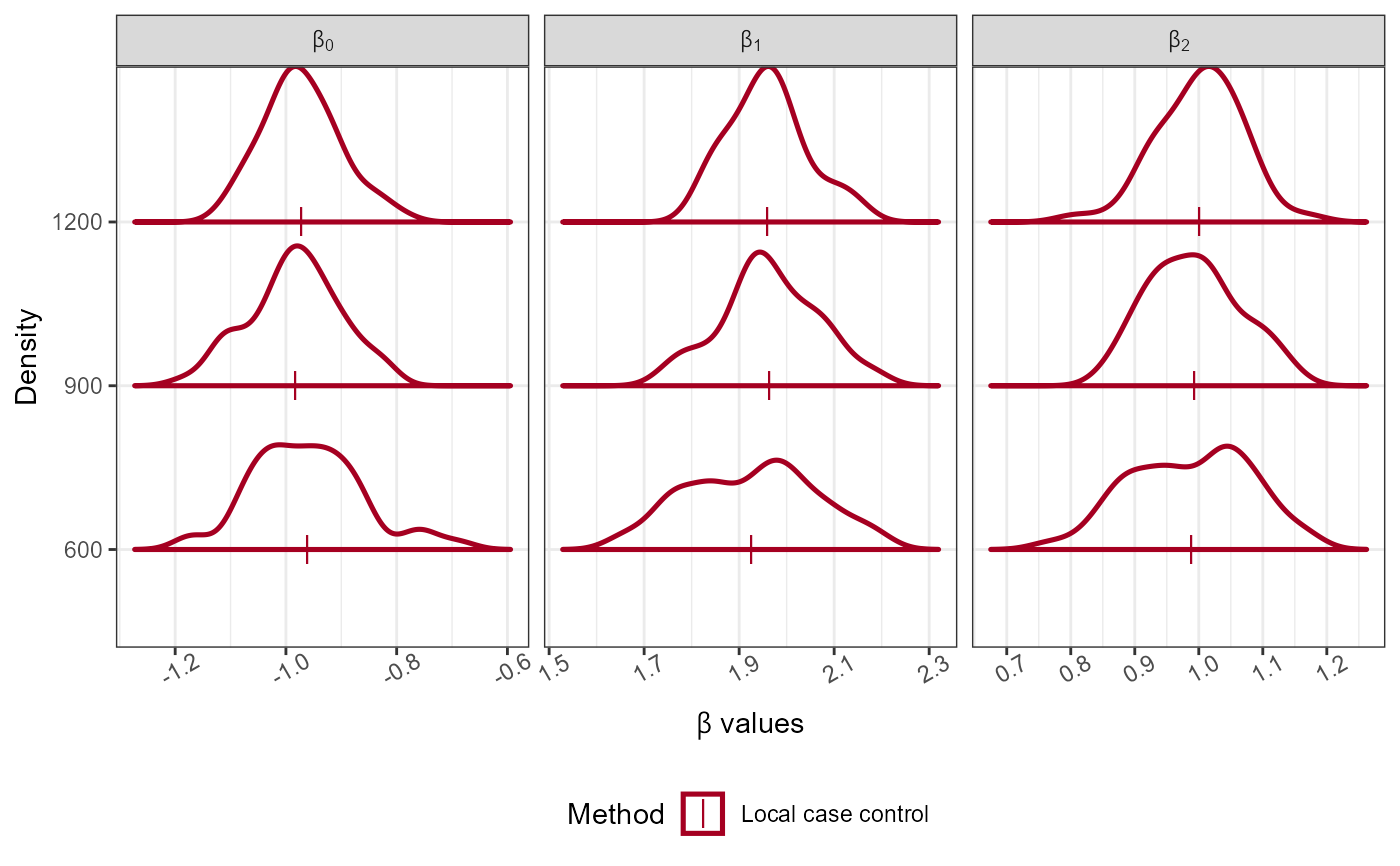 β₀ β₁ β₂
Density
1200
900
600
-1.2 -1.0 -0.8 -0.6 1.5 1.7 1.9 2.1 2.3 0.7 0.8 0.9 1.0 1.1 1.2
β values
Method Local case control